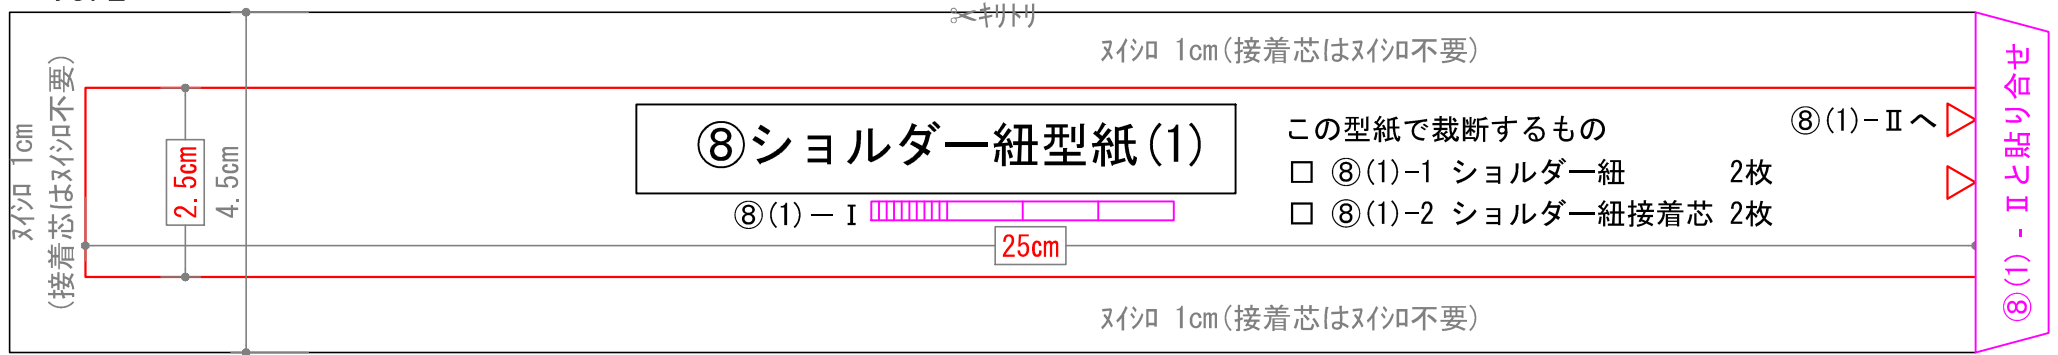 ✂キリトリ
ヌイシロ 1cm(接着芯はヌイシロ不要)
ヌイシロ 1cm
(接着芯はヌイシロ不要)
2.5cm
4.5cm
⑧ショルダー紐型紙(1)
⑧(1)-Ⅰ
25cm
この型紙で裁断するもの
□ ⑧(1)-1 ショルダー紐 2枚
□ ⑧(1)-2 ショルダー紐接着芯 2枚
⑧(1)-Ⅱへ
⑧(1)-Ⅱと貼り合せ
ヌイシロ 1cm(接着芯はヌイシロ不要)